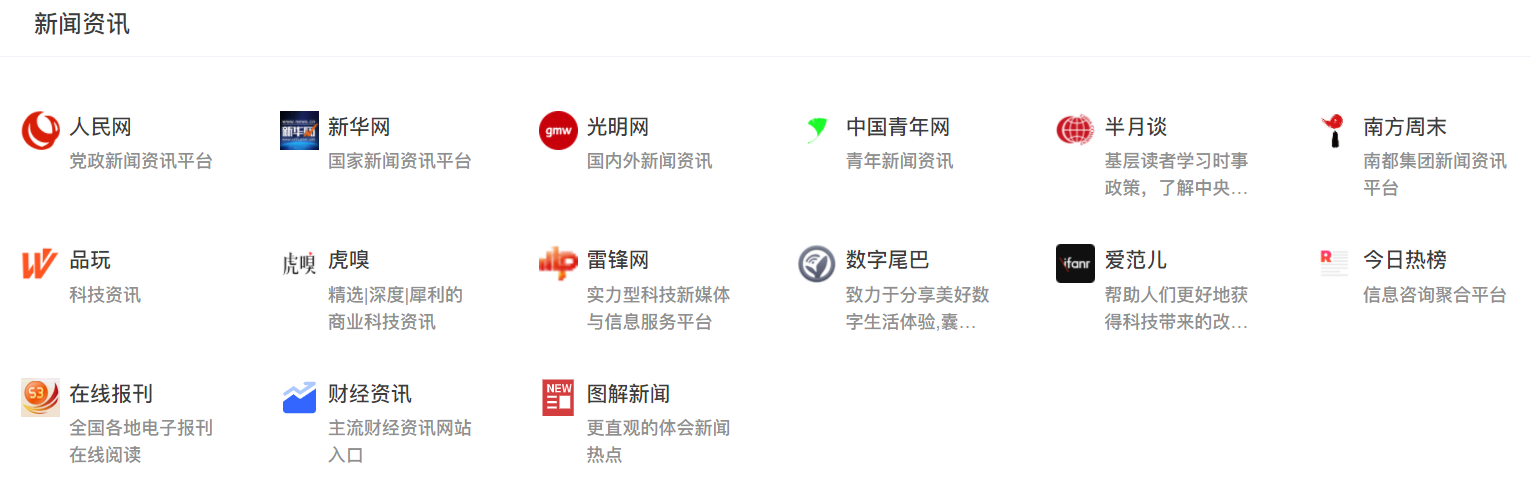 新闻资讯
人民网
党政新闻资讯平台
新华网
国家新闻资讯平台
gmw
光明网
国内外新闻资讯
中国青年网
青年新闻资讯
半月谈
基层读者学习时事
政策，了解中央…
南方周末
南都集团新闻资讯
平台
品玩
科技资讯
虎嗅
虎嗅
精选|深度|犀利的
商业科技资讯
雷锋网
实力型科技新媒体
与信息服务平台
数字尾巴
致力于分享美好数
字生活体验,囊…
ifanr
爱范儿
帮助人们更好地获
得科技带来的改…
R
今日热榜
信息咨询聚合平台
53
在线报刊
全国各地电子报刊
在线阅读
财经资讯
主流财经资讯网站
入口
NEW
图解新闻
更直观的体会新闻
热点